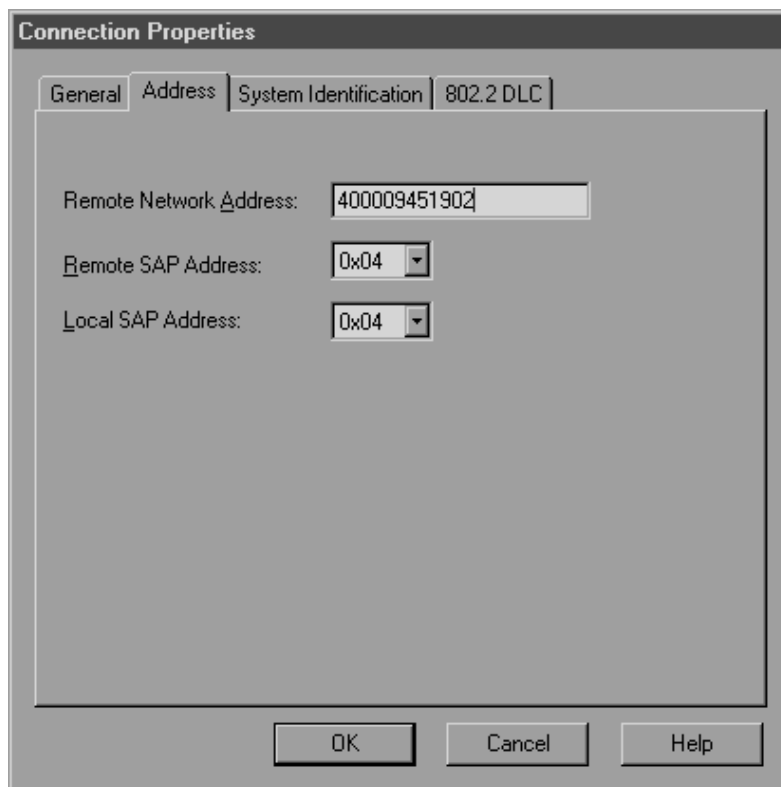 Connection Properties
General Address System Identification 802.2 DLC
Remote Network Address: 400009451902
Remote SAP Address: 0x04
Local SAP Address: 0x04
OK Cancel Help